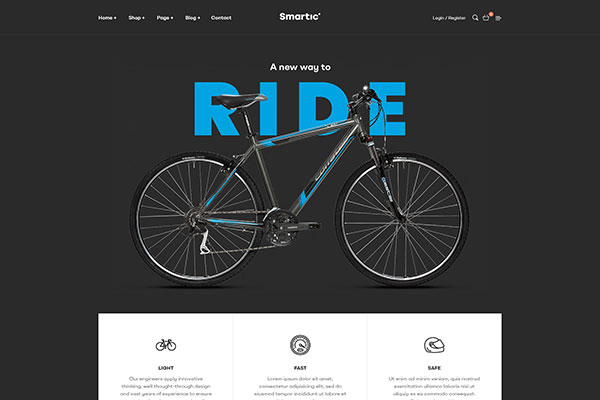 Home + Shop + Page + Blog + Contact
Smartic
Login / Register
A new way to
RIDE
LIGHT
Our engineers apply innovative
thinking, well thought-through design
and vast years of experience to ensure
FAST
Lorem ipsum dolor sit amet,
consectetur adipiscing elit, sed do
eiusmod tempor incididunt ut labore et
SAFE
Ut enim ad minim veniam, quis nostrud
exercitation ullamco laboris nisi ut
aliquip ex ea commodo consequat.